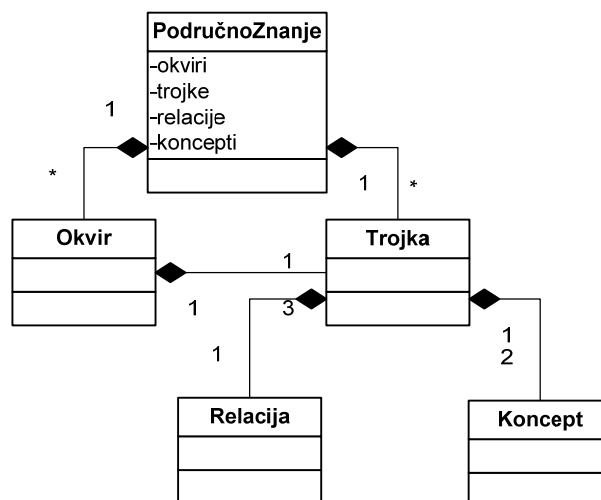 PodručnoZnanje
-okviri
-trojke
-relacije
-koncepti
1
*
1
*
Okvir
Trojka
1
1
3
1
1
2
Relacija
Koncept